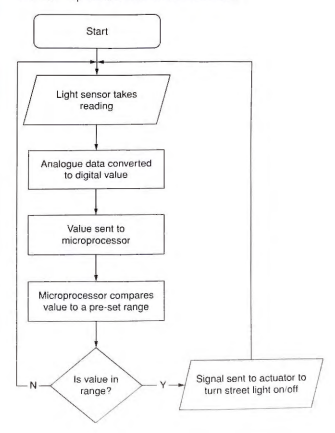 Start
Light sensor takes
reading
Analogue data converted
to digital value
Value sent to
microprocessor
Microprocessor compares
value to a pre-set range
Is value in
range?
N
Y
Signal sent to actuator to
turn street light on/off